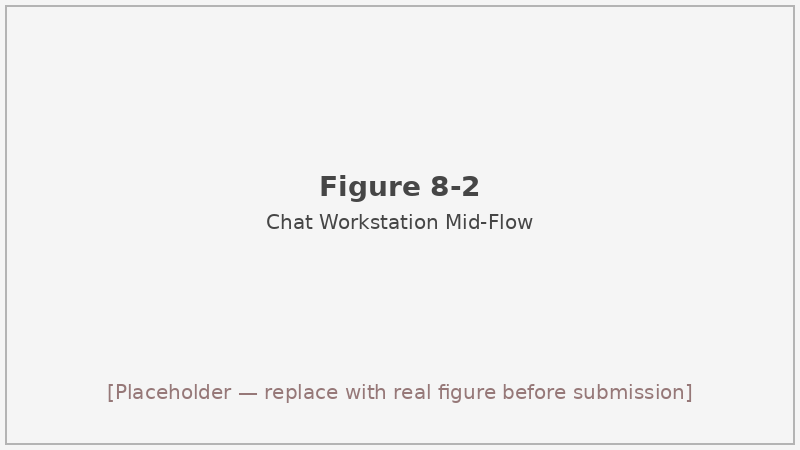 Figure 8-2
Chat Workstation Mid-Flow
[Placeholder — replace with real figure before submission]